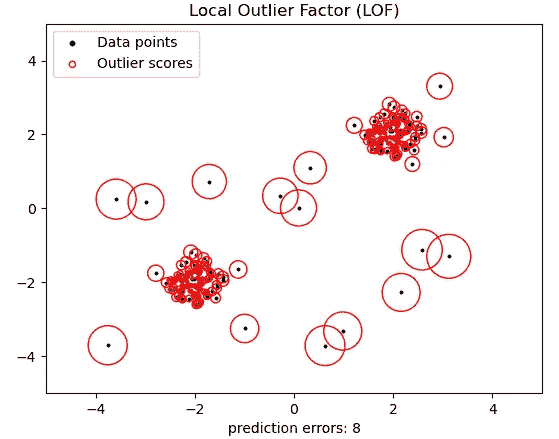 Local Outlier Factor (LOF)
Data points
Outlier scores
4
2
0
−2
−4
−4 −2 0 2 4
prediction errors: 8